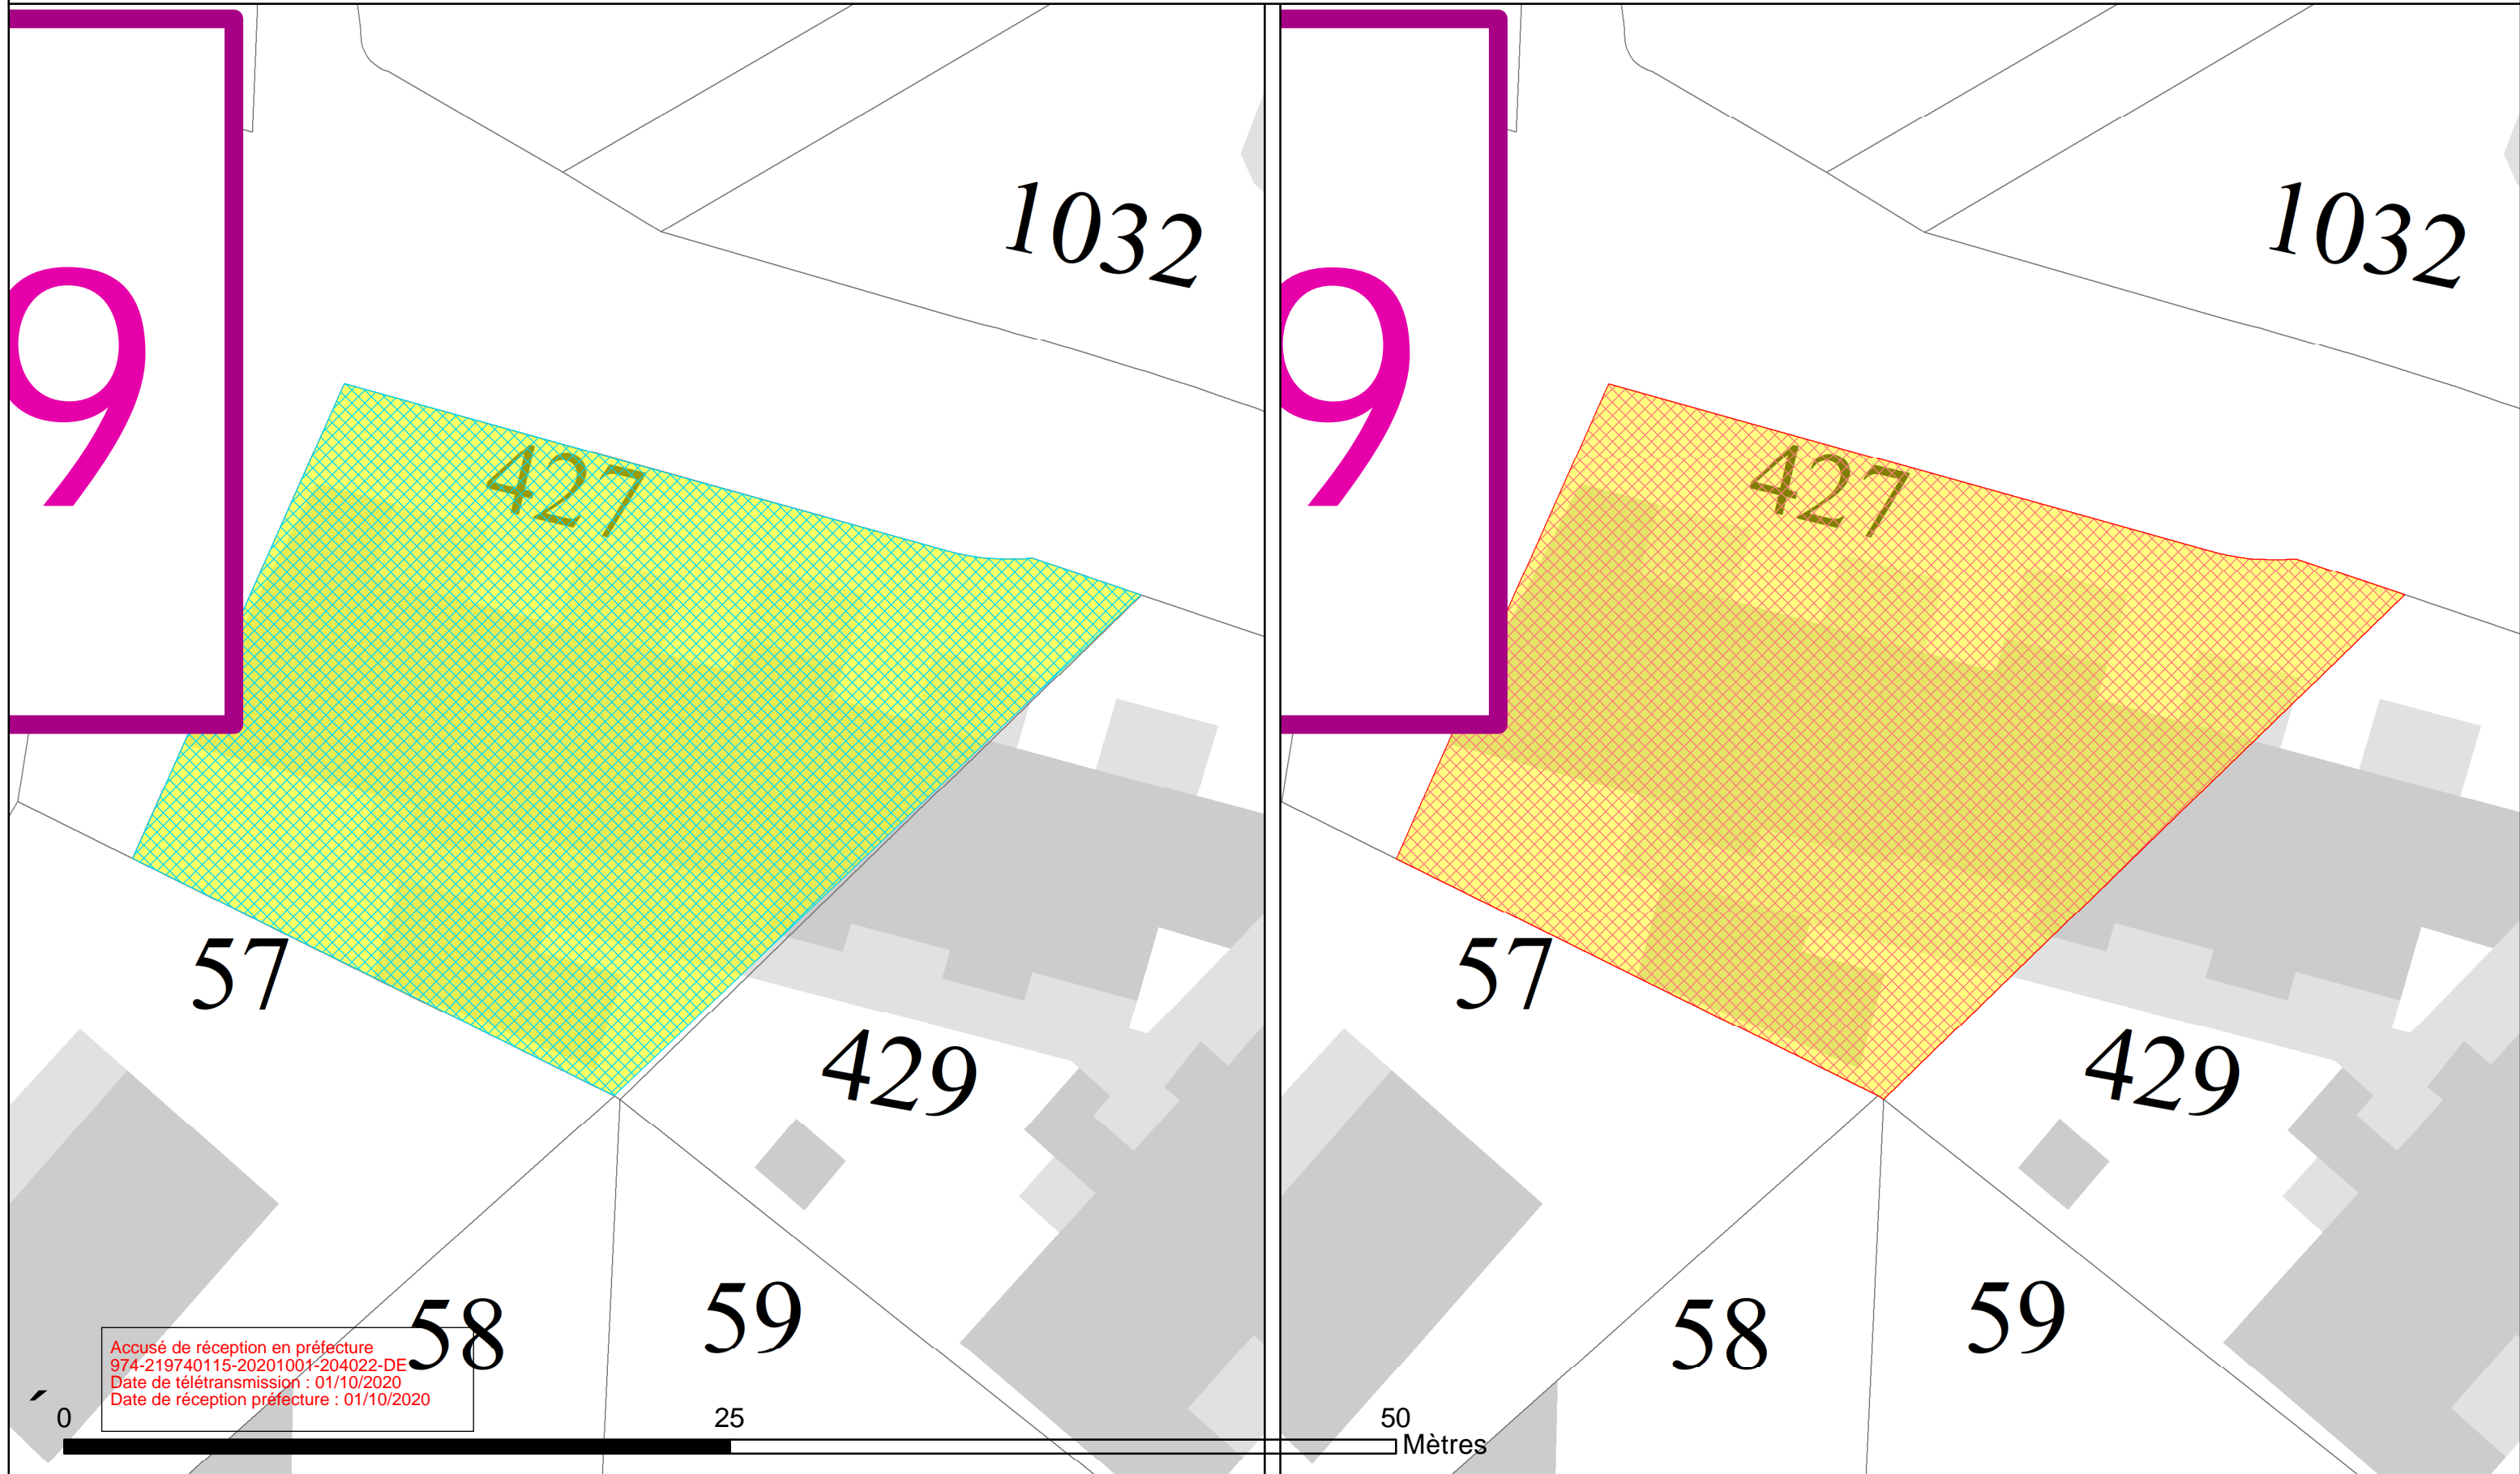 1032
9
427
57
429
58
59
Accusé de réception en préfecture
974-219740115-20201001-204022-DE
Date de télétransmission : 01/10/2020
Date de réception préfecture : 01/10/2020
1032
9
427
57
429
58
59
0 25 50
Mètres